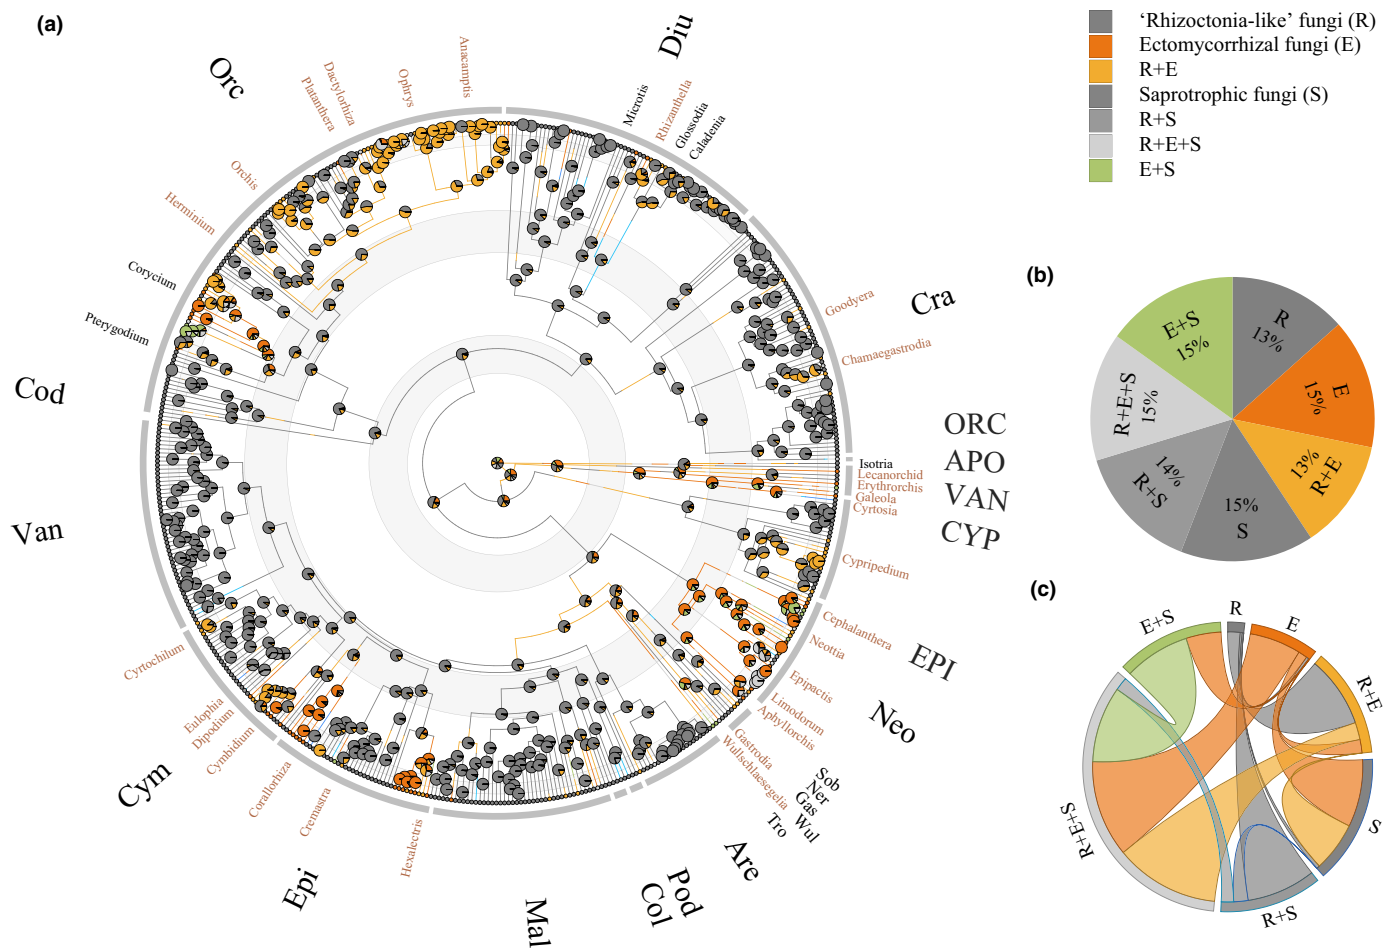 (a)
Orc
Diu
Herminium
Orchis
Platanthera
Dactylorhiza
Ophrys
Anacamptis
Microtis
Rhizanthella
Glossodia
Caladenia
Corycium
Pterygodium
Goodyera
Cra
Chamaegastrodia
Cod
ORC
APO
VAN
CYP
Isotria
Lecanorchid
Erythrorchis
Galeola
Cyrtosia
Cypripedium
Van
Cephalanthera
Neottia
EPI
Epipactis
Limodorum
Aphyllorchis
Neo
Gastrodia
Wullschlaegelia
Sob
Ner
Gas
Wul
Tro
Are
Pod
Col
Mal
Hexalectris
Epi
Cremastra
Corallorhiza
Cymbidium
Dipodium
Eulophia
Cyrtochilum
Cym
‘Rhizoctonia-like’ fungi (R)
Ectomycorrhizal fungi (E)
R+E
Saprotrophic fungi (S)
R+S
R+E+S
E+S
(b)
R
13%
E
15%
R+E
13%
S
15%
R+S
14%
R+E+S
15%
E+S
15%
(c)
E+S
R
E
R+E
S
R+S
R+E+S